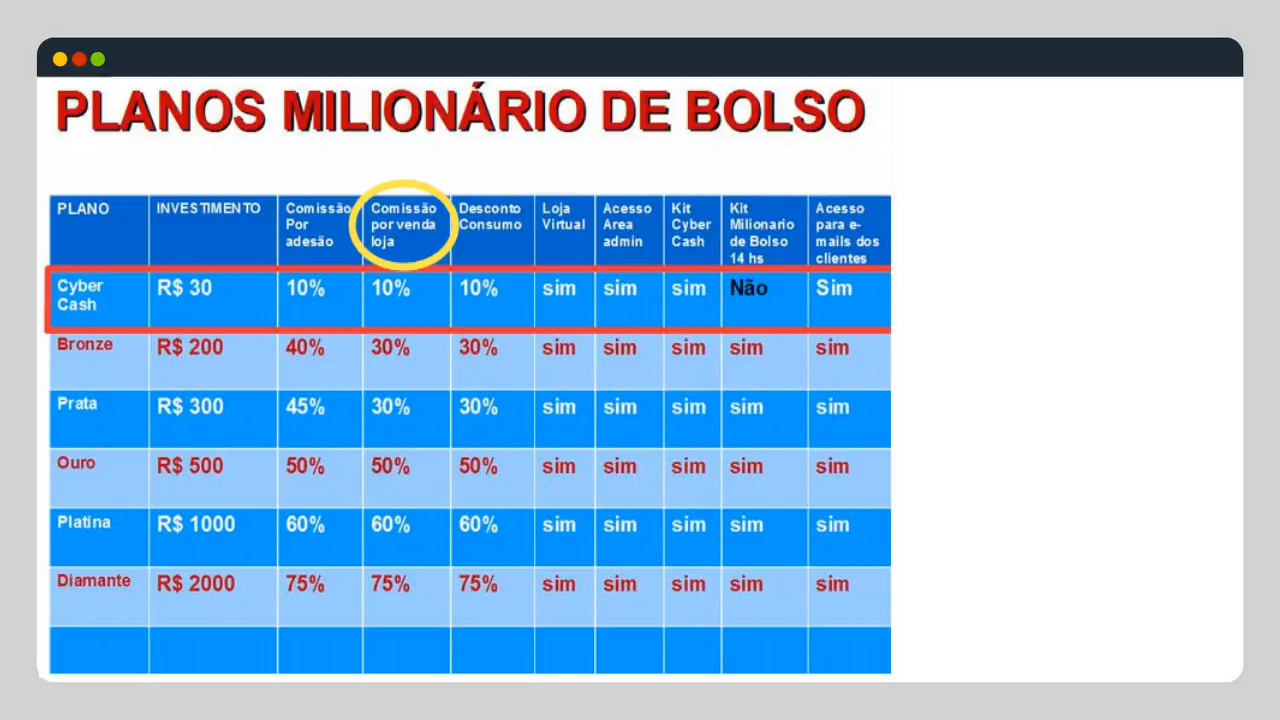 PLANOS MILIONÁRIO DE BOLSO
PLANO INVESTIMENTO Comissão Por adesão Comissão por venda loja Desconto Consumo Loja Virtual Acesso Area admin Kit Cyber Cash Kit Milionario de Bolso 14 hs Acesso para e-mails dos clientes
Cyber Cash R$ 30 10% 10% 10% sim sim sim Não Sim
Bronze R$ 200 40% 30% 30% sim sim sim sim sim
Prata R$ 300 45% 30% 30% sim sim sim sim sim
Ouro R$ 500 50% 50% 50% sim sim sim sim sim
Platina R$ 1000 60% 60% 60% sim sim sim sim sim
Diamante R$ 2000 75% 75% 75% sim sim sim sim sim